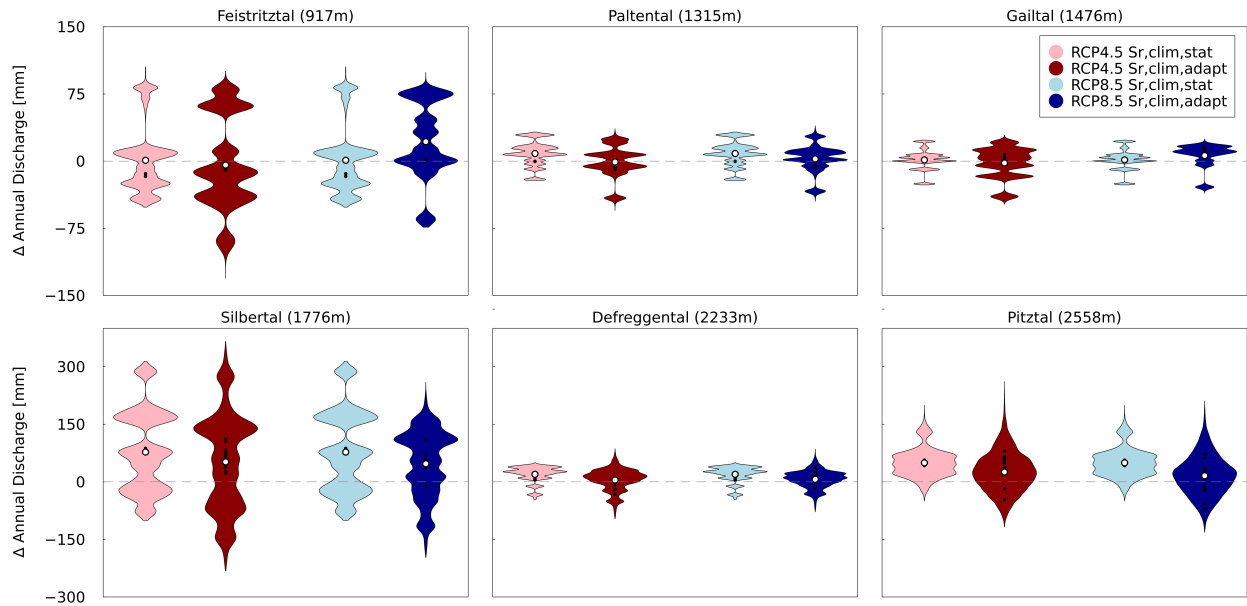 Feistritztal (917m)
Paltental (1315m)
Gailtal (1476m)
150
75
0
−75
−150
Δ Annual Discharge [mm]
RCP4.5 Sr,clim,stat
RCP4.5 Sr,clim,adapt
RCP8.5 Sr,clim,stat
RCP8.5 Sr,clim,adapt
Silbertal (1776m)
Defreggental (2233m)
Pitztal (2558m)
300
150
0
−150
−300
Δ Annual Discharge [mm]